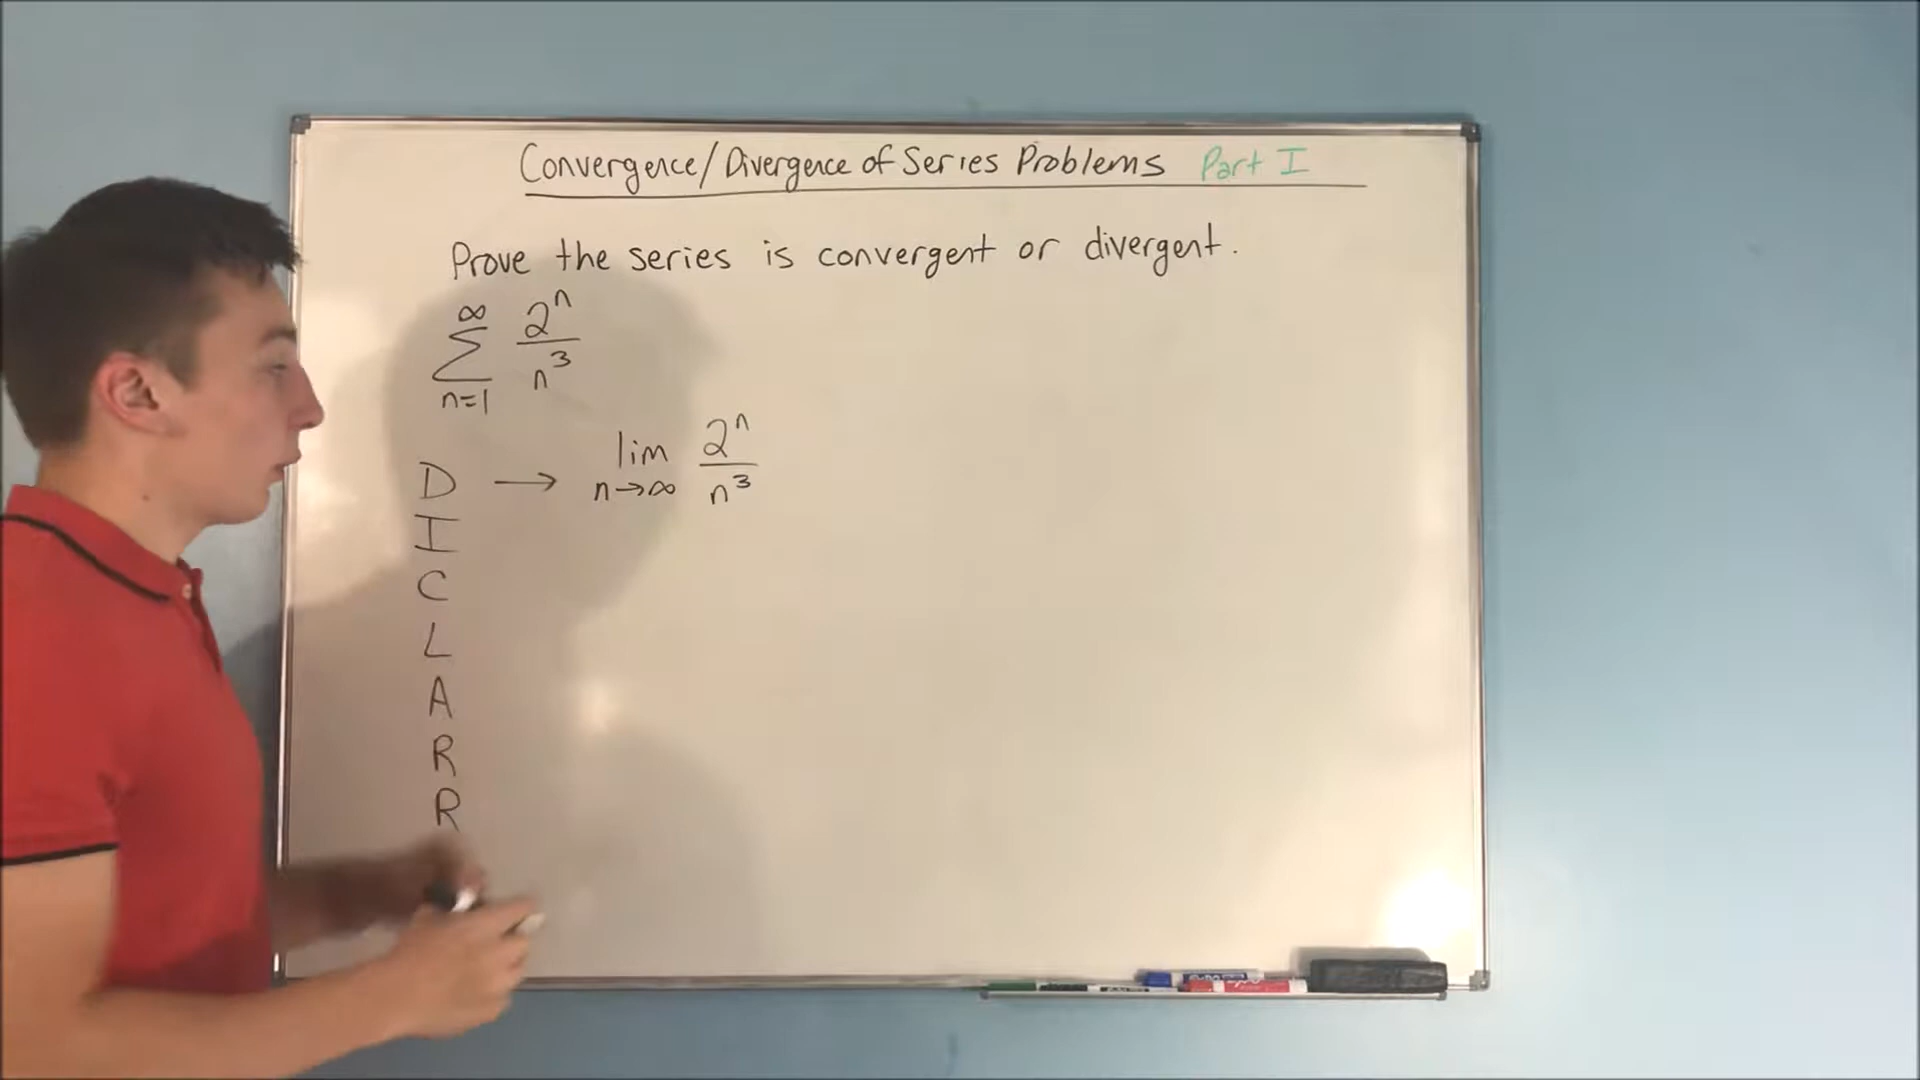 Convergence/Divergence of Series Problems Part I
Prove the series is convergent or divergent.
∞
∑ 2ⁿ/n³
n=1
D → lim 2ⁿ/n³
n→∞
I
C
L
A
R
R